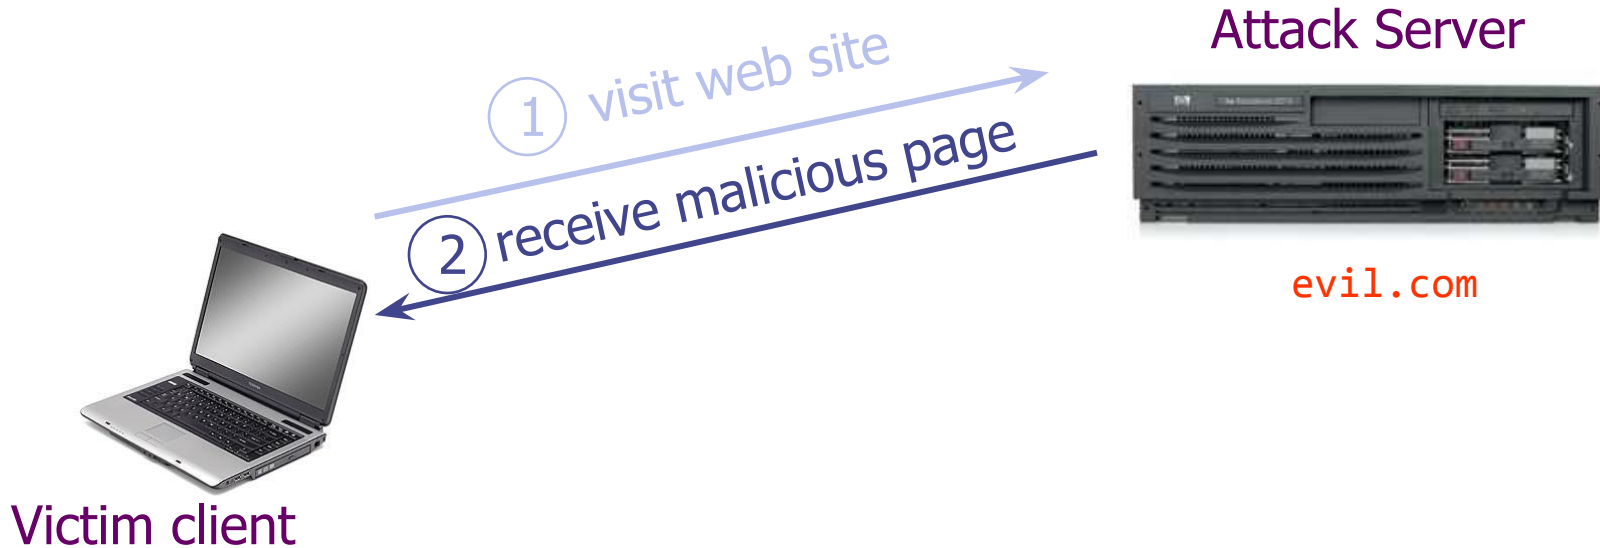 Attack Server
1 visit web site
2 receive malicious page
evil.com
Victim client